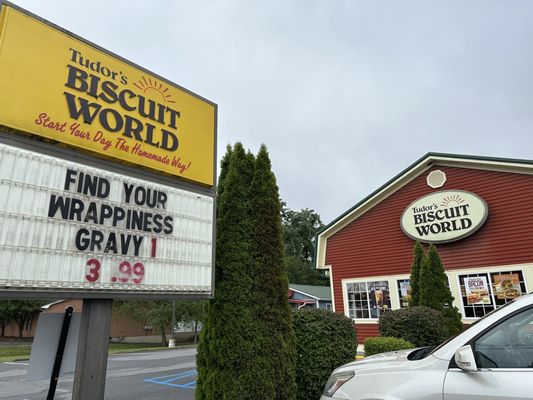 Tudor's
BISCUIT
WORLD
Start Your Day The Homemade Way!
FIND YOUR
WRAPPINESS
GRAVY 1
3.99
Tudor's
BISCUIT
WORLD
BACON